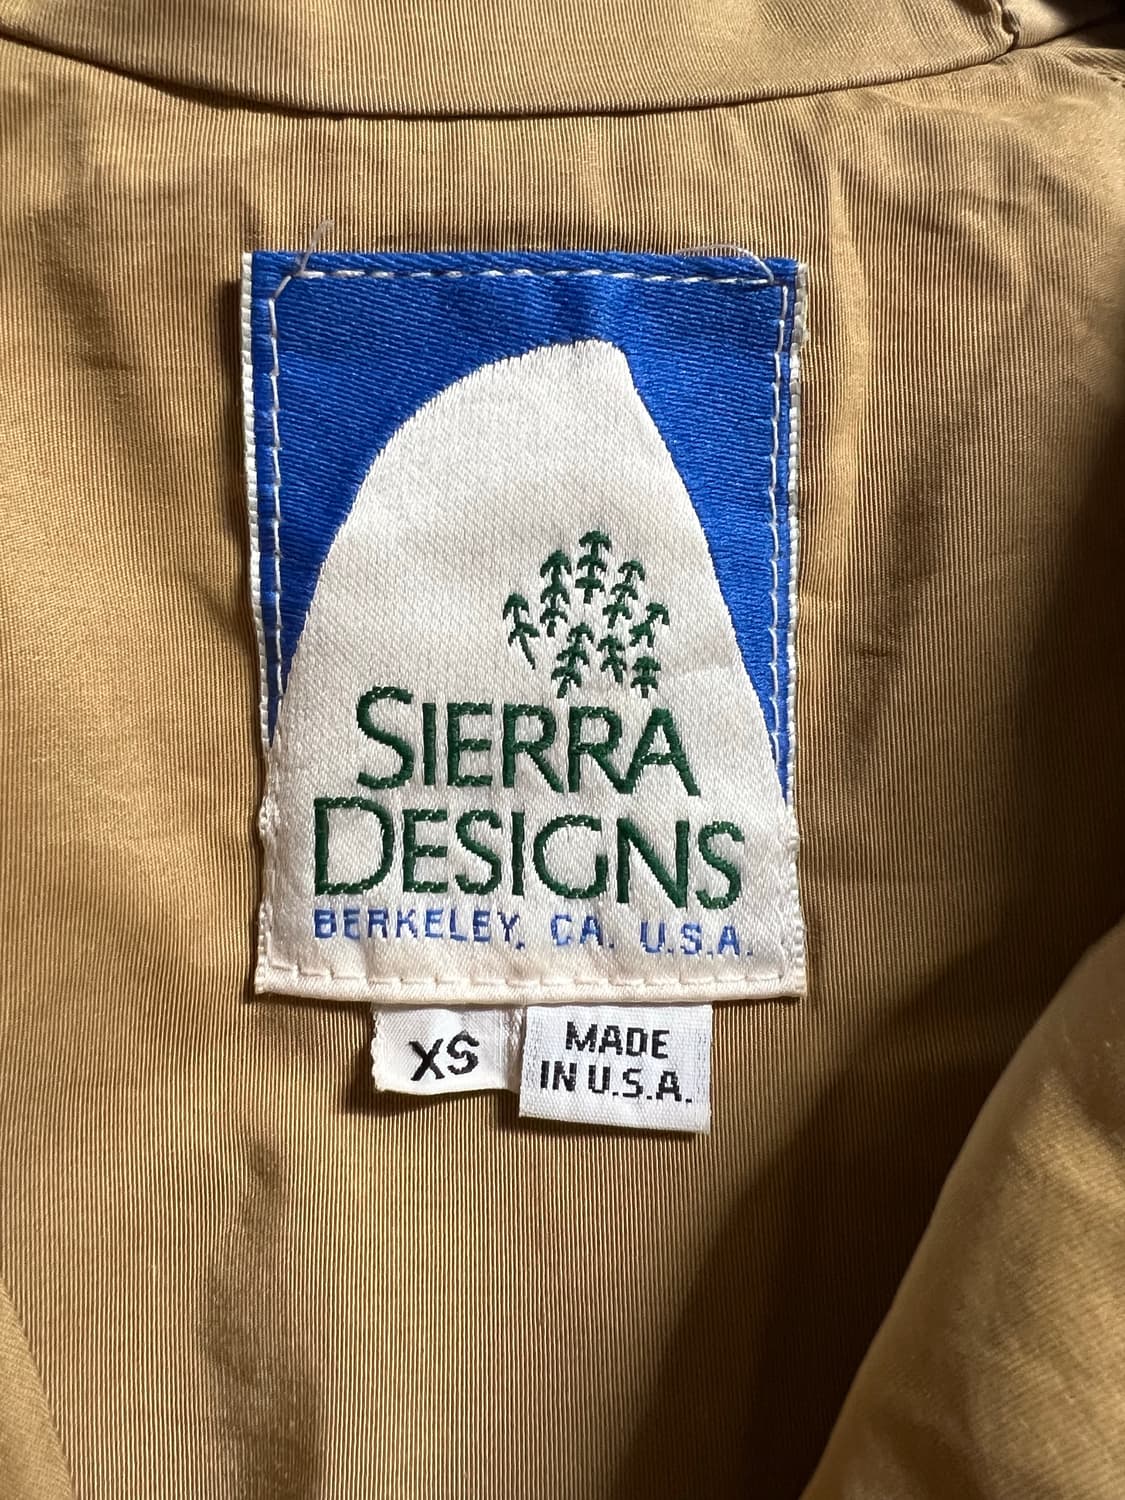 SIERRA
DESIGNS
BERKELEY, CA. U.S.A.
XS
MADE
IN U.S.A.